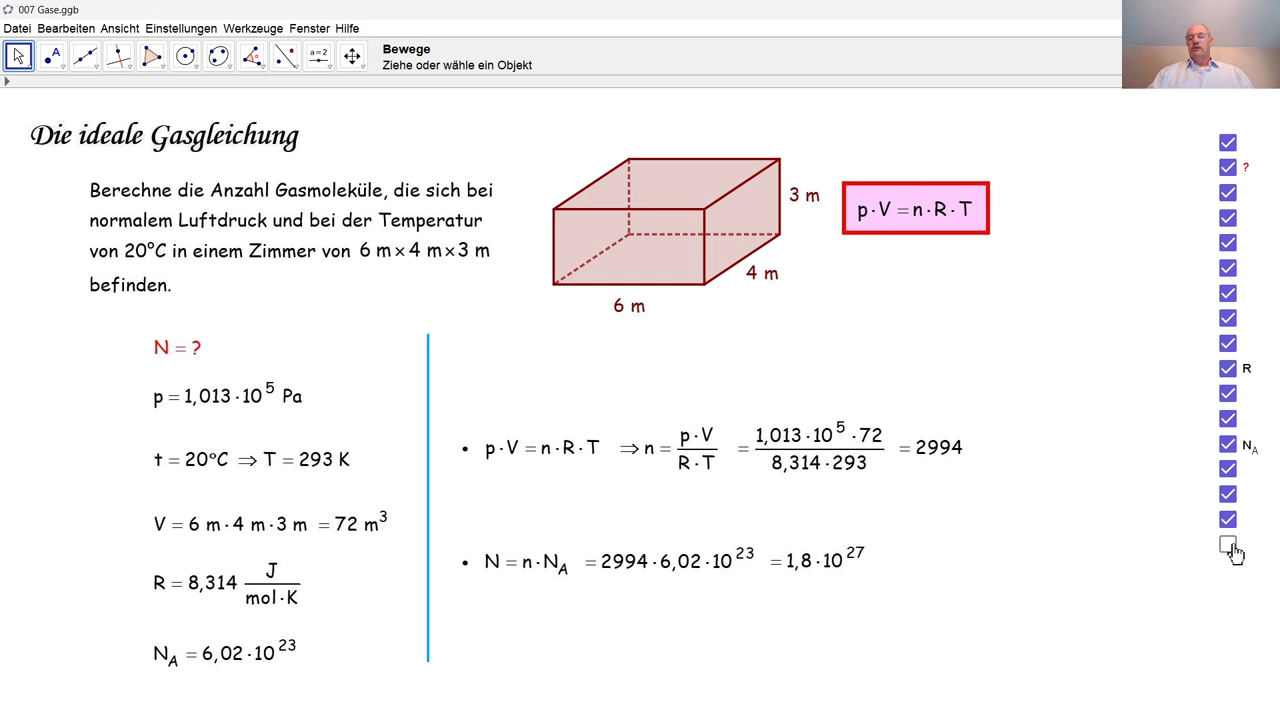 007 Gase.ggb
Datei Bearbeiten Ansicht Einstellungen Werkzeuge Fenster Hilfe
A
a=2
Bewege
Ziehe oder wähle ein Objekt
Die ideale Gasgleichung
Berechne die Anzahl Gasmoleküle, die sich bei
normalem Luftdruck und bei der Temperatur
von 20°C in einem Zimmer von 6 m×4 m×3 m
befinden.
3 m
4 m
6 m
p·V=n·R·T
?
R
N_A
N = ?
p = 1,013·10^5 Pa
t = 20°C ⇒ T = 293 K
V = 6 m·4 m·3 m = 72 m^3
R = 8,314 J/(mol·K)
N_A = 6,02·10^23
• p·V = n·R·T ⇒ n = (p·V)/(R·T) = (1,013·10^5·72)/(8,314·293) = 2994
• N = n·N_A = 2994·6,02·10^23 = 1,8·10^27